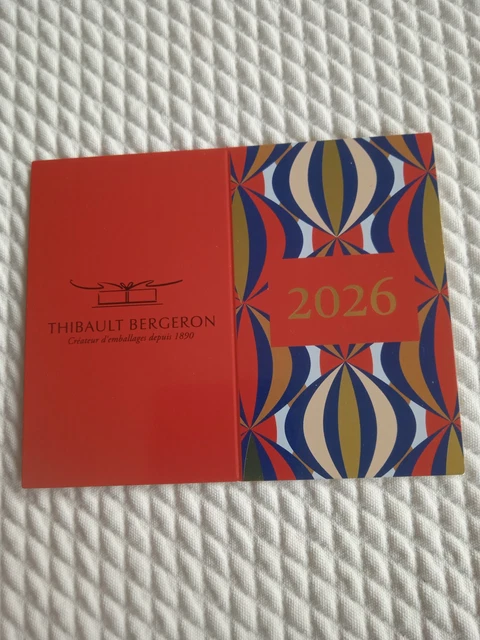 THIBAULT BERGERON
Créateur d'emballages depuis 1890
2026